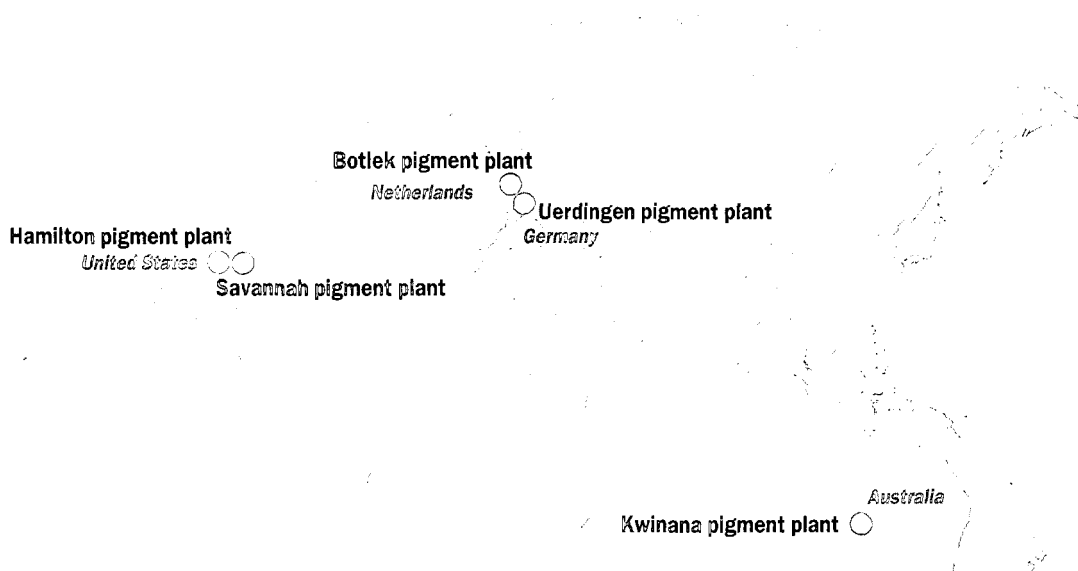 Botlek pigment plant
Netherlands
Uerdingen pigment plant
Germany
Hamilton pigment plant
United States
Savannah pigment plant
Australia
Kwinana pigment plant